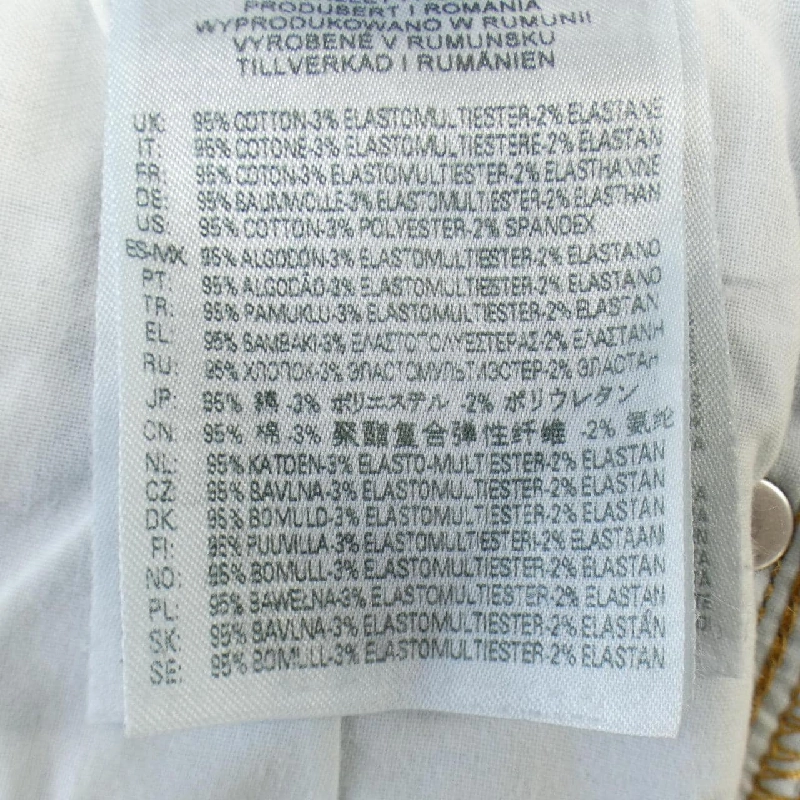 PRODUSERT I ROMANIA
WYPRODUKOWANO W RUMUNII
VYROBENÉ V RUMUNSKU
TILLVERKAD I RUMÄNIEN
UK: 95% COTTON-3% ELASTOMULTIESTER-2% ELASTANE
IT: 95% COTONE-3% ELASTOMULTIESTERE-2% ELASTAN
FR: 95% COTON-3% ELASTOMULTIESTER-2% ELASTHANNE
DE: 95% BAUMWOLLE-3% ELASTOMULTIESTER-2% ELASTHAN
US: 95% COTTON-3% POLYESTER-2% SPANDEX
ES-MX: 95% ALGODÓN-3% ELASTOMULTIESTER-2% ELASTANO
PT: 95% ALGODÃO-3% ELASTOMULTIESTER-2% ELASTANO
TR: 95% PAMUKLU-3% ELASTOMULTIESTER-2% ELASTAN
EL: 95% ΒΑΜΒΑΚΙ-3% ΕΛΑΣΤΟΠΟΛΥΕΣΤΕΡΑΣ-2% ΕΛΑΣΤΑΝΗ
RU: 95% ХЛОПОК-3% ЭЛАСТОМУЛЬТИЭСТЕР-2% ЭЛАСТАН
JP: 95% 綿 -3% ポリエステル -2% ポリウレタン
CN: 95% 棉 -3% 聚酯复合弹性纤维 -2% 氨纶
NL: 95% KATOEN-3% ELASTO-MULTIESTER-2% ELASTAN
CZ: 95% BAVLNA-3% ELASTOMULTIESTER-2% ELASTAN
DK: 95% BOMULD-3% ELASTOMULTIESTER-2% ELASTAN
FI: 95% PUUVILLA-3% ELASTOMULTIESTERI-2% ELASTAANI
NO: 95% BOMULL-3% ELASTOMULTIESTER-2% ELASTAN
PL: 95% BAWEŁNA-3% ELASTOMULTIESTER-2% ELASTAN
SK: 95% BAVLNA-3% ELASTOMULTIESTER-2% ELASTÁN
SE: 95% BOMULL-3% ELASTOMULTIESTER-2% ELASTAN